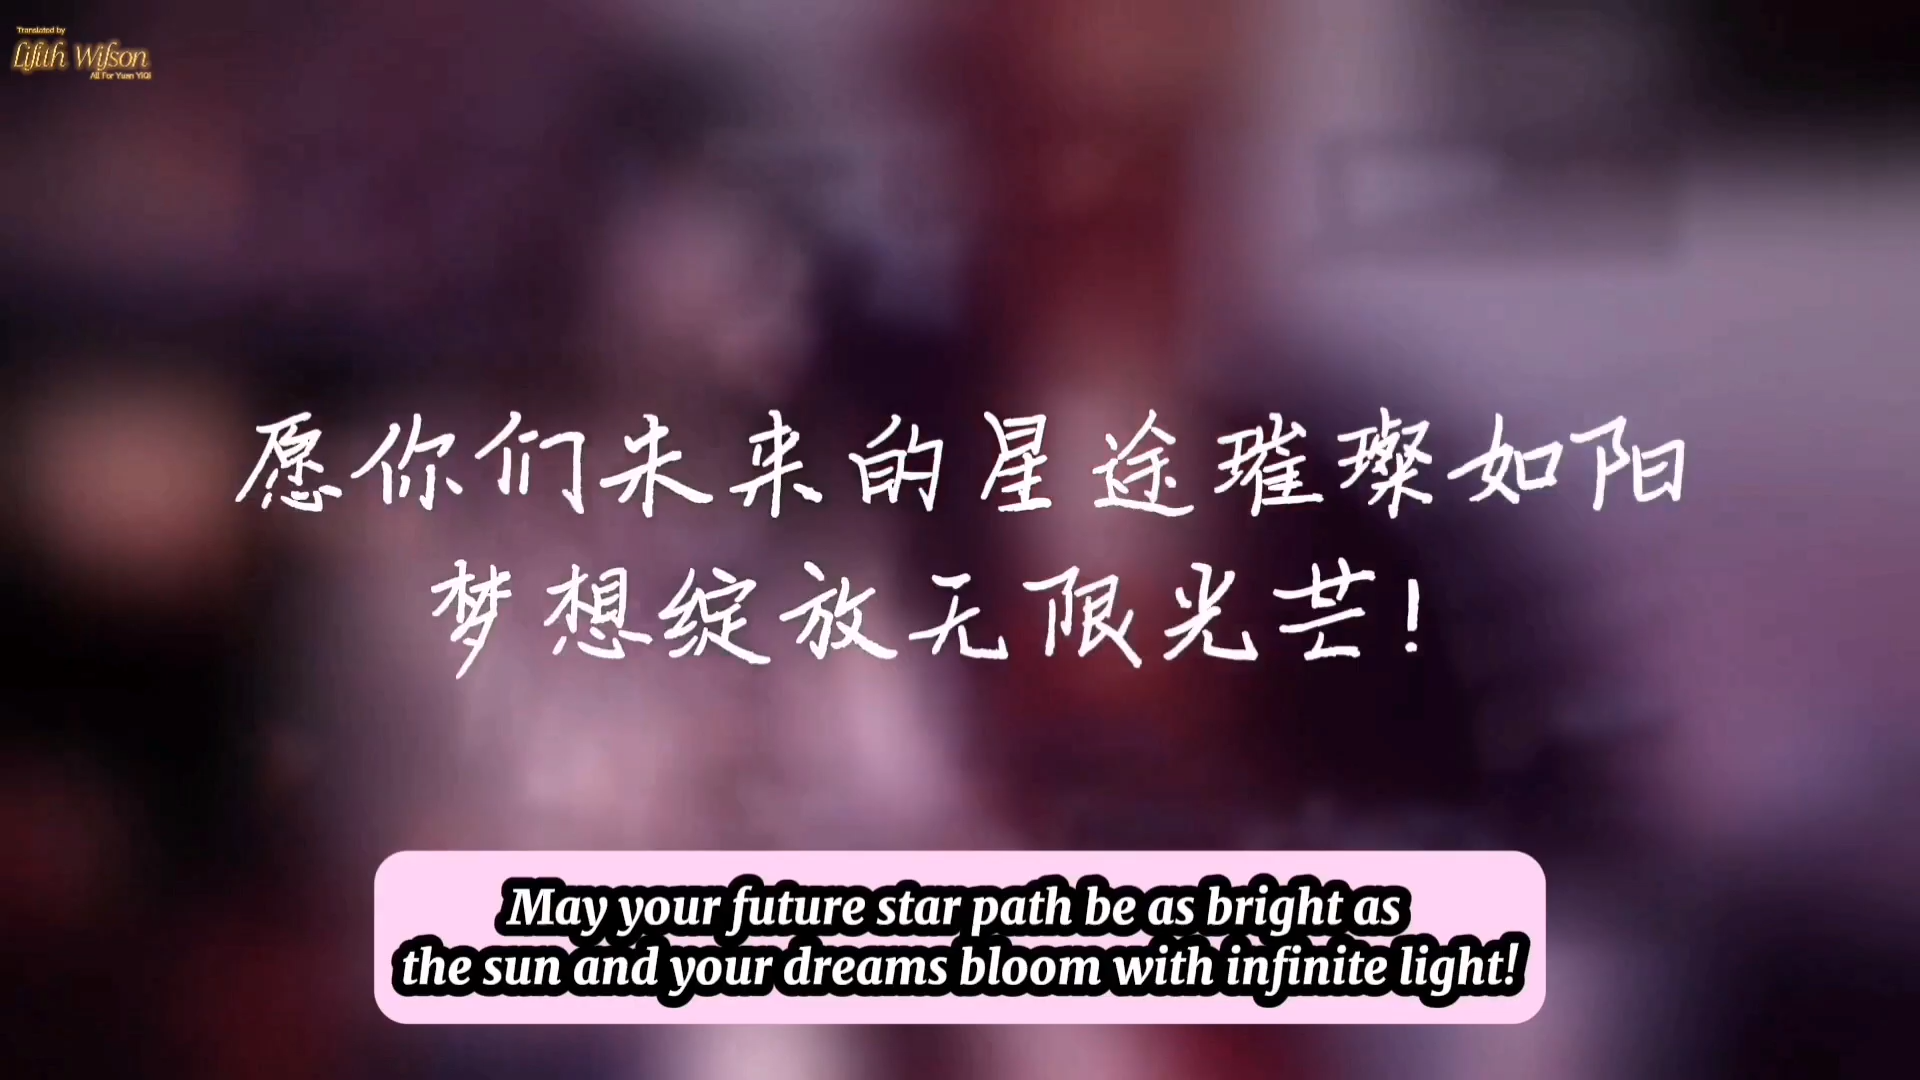 Translated by
Lilith Wilson
All For Yuan YiQi
愿你们未来的星途璀璨如阳
梦想绽放无限光芒!
May your future star path be as bright as
the sun and your dreams bloom with infinite light!